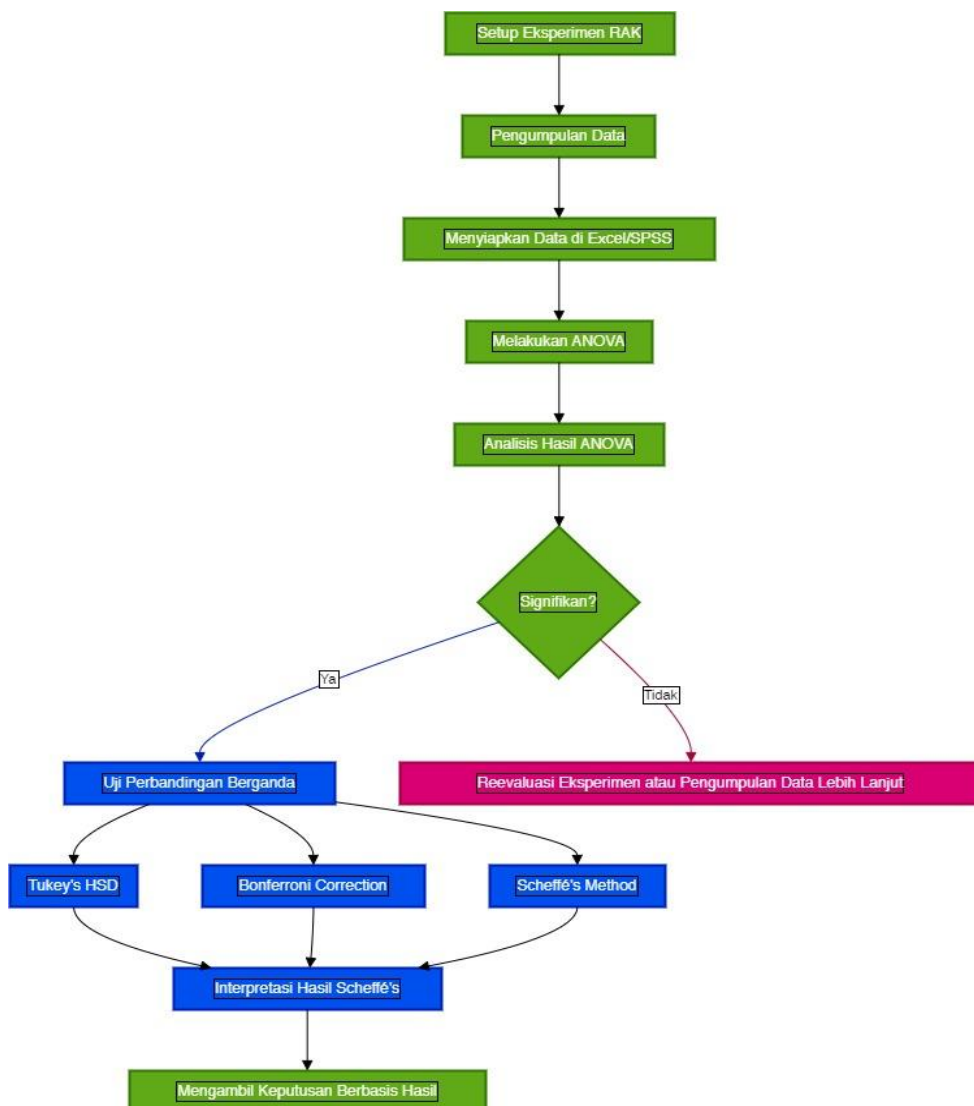 Setup Eksperimen RAK
Pengumpulan Data
Menyiapkan Data di Excel/SPSS
Melakukan ANOVA
Analisis Hasil ANOVA
Signifikan?
Ya
Tidak
Uji Perbandingan Berganda
Reevaluasi Eksperimen atau Pengumpulan Data Lebih Lanjut
Tukey's HSD
Bonferroni Correction
Scheffé's Method
Interpretasi Hasil Scheffé's
Mengambil Keputusan Berbasis Hasil